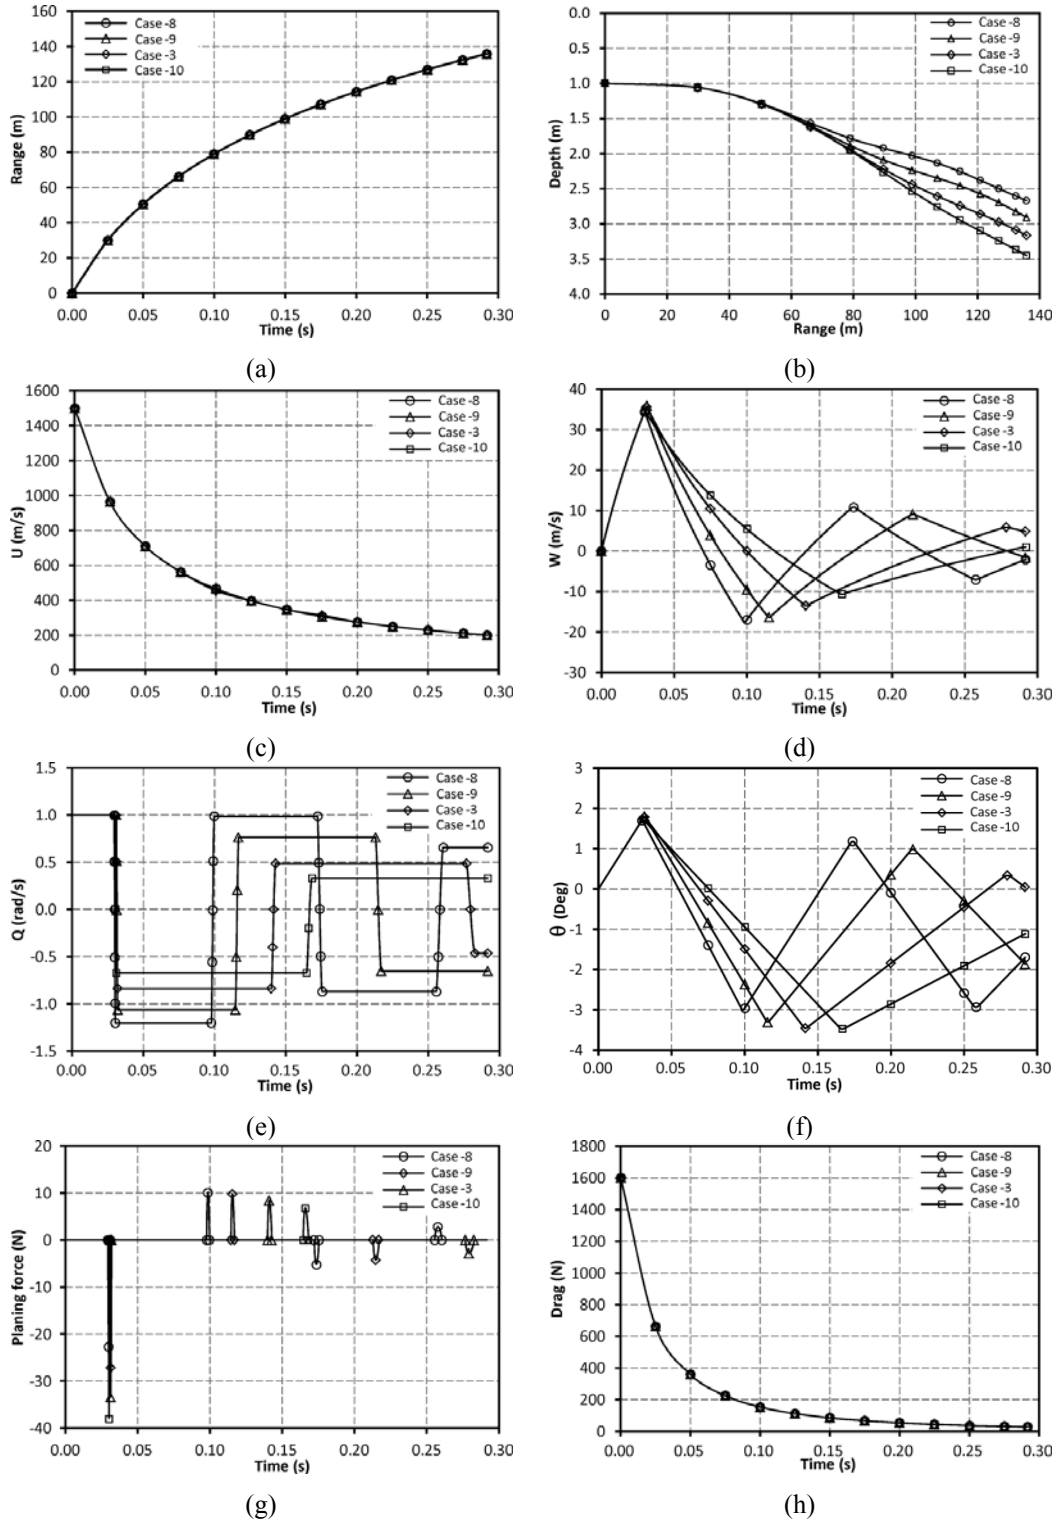 160
140
120
100
80
60
40
20
0
Range (m)
Case -8
Case -9
Case -3
Case -10
0.00 0.05 0.10 0.15 0.20 0.25 0.30
Time (s)
(a)
0.0
0.5
1.0
1.5
2.0
2.5
3.0
3.5
4.0
Depth (m)
Case -8
Case -9
Case -3
Case -10
0 20 40 60 80 100 120 140
Range (m)
(b)
1600
1400
1200
1000
800
600
400
200
0
U (m/s)
Case -8
Case -9
Case -3
Case -10
0.00 0.05 0.10 0.15 0.20 0.25 0.30
Time (s)
(c)
40
30
20
10
0
-10
-20
-30
W (m/s)
Case -8
Case -9
Case -3
Case -10
0.00 0.05 0.10 0.15 0.20 0.25 0.30
Time (s)
(d)
1.5
1.0
0.5
0.0
-0.5
-1.0
-1.5
Q (rad/s)
Case -8
Case -9
Case -3
Case -10
0.00 0.05 0.10 0.15 0.20 0.25 0.30
Time (s)
(e)
3
2
1
0
-1
-2
-3
-4
θ (Deg)
Case -8
Case -9
Case -3
Case -10
0.00 0.05 0.10 0.15 0.20 0.25 0.30
Time (s)
(f)
20
10
0
-10
-20
-30
-40
Planing force (N)
Case -8
Case -9
Case -3
Case -10
0.00 0.05 0.10 0.15 0.20 0.25 0.30
Time (s)
(g)
1800
1600
1400
1200
1000
800
600
400
200
0
Drag (N)
Case -8
Case -9
Case -3
Case -10
0.00 0.05 0.10 0.15 0.20 0.25 0.30
Time (s)
(h)